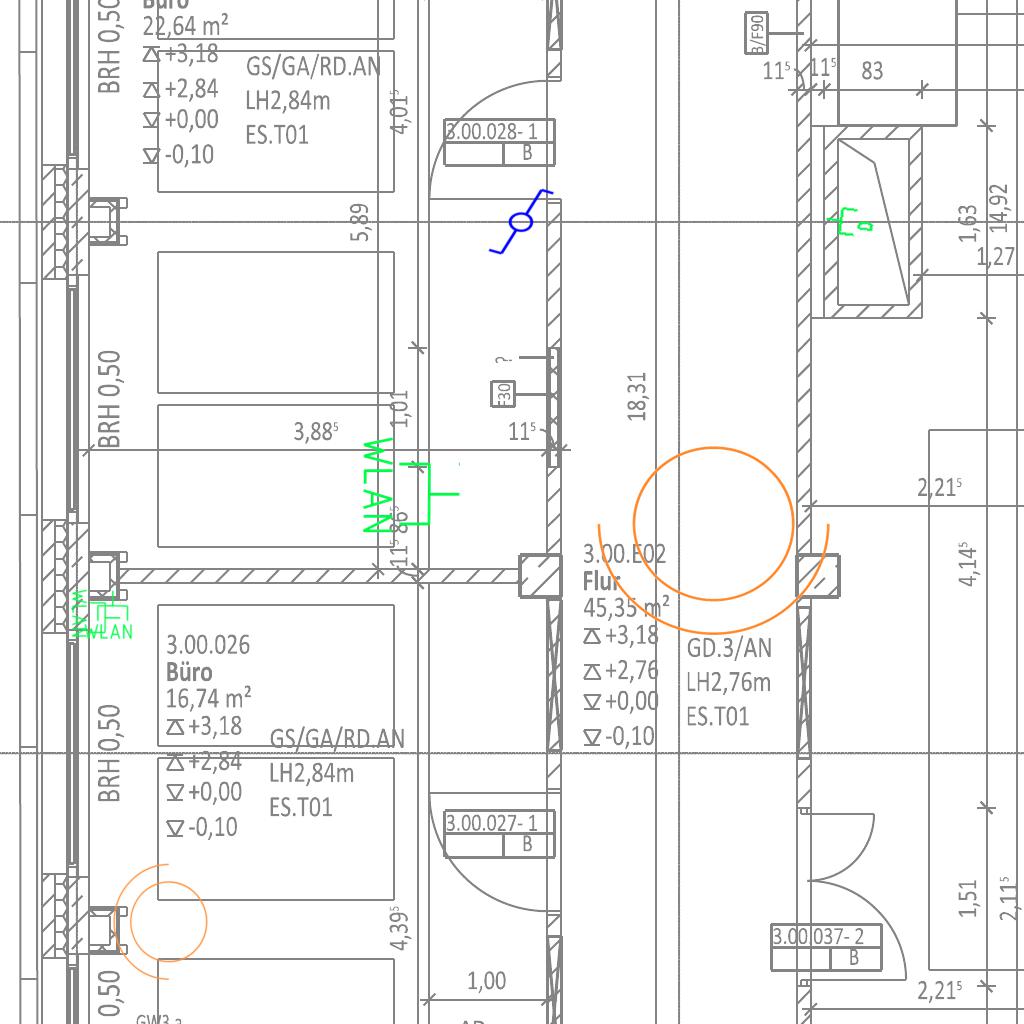 Büro
22,64 m²
+3,18
+2,84
+0,00
-0,10
GS/GA/RD.AN
LH2,84m
ES.T01
BRH 0,50
4,01⁵
3.00.028- 1
B
5,89
11⁵
11⁵
83
1,63
14,92
1,27
BRH 0,50
?
F30
1,01
18,31
3,88⁵
11⁵
WLAN
86⁵
11⁵
2,21⁵
4,14⁵
3.00.E02
Flur
45,35 m²
+3,18
+2,76
+0,00
-0,10
GD.3/AN
LH2,76m
ES.T01
WLAN
WLAN
3.00.026
Büro
16,74 m²
+3,18
+2,84
+0,00
-0,10
GS/GA/RD.AN
LH2,84m
ES.T01
BRH 0,50
3.00.027- 1
B
4,39⁵
1,00
3.00.037- 2
B
1,51
2,11⁵
2,21⁵
0,50